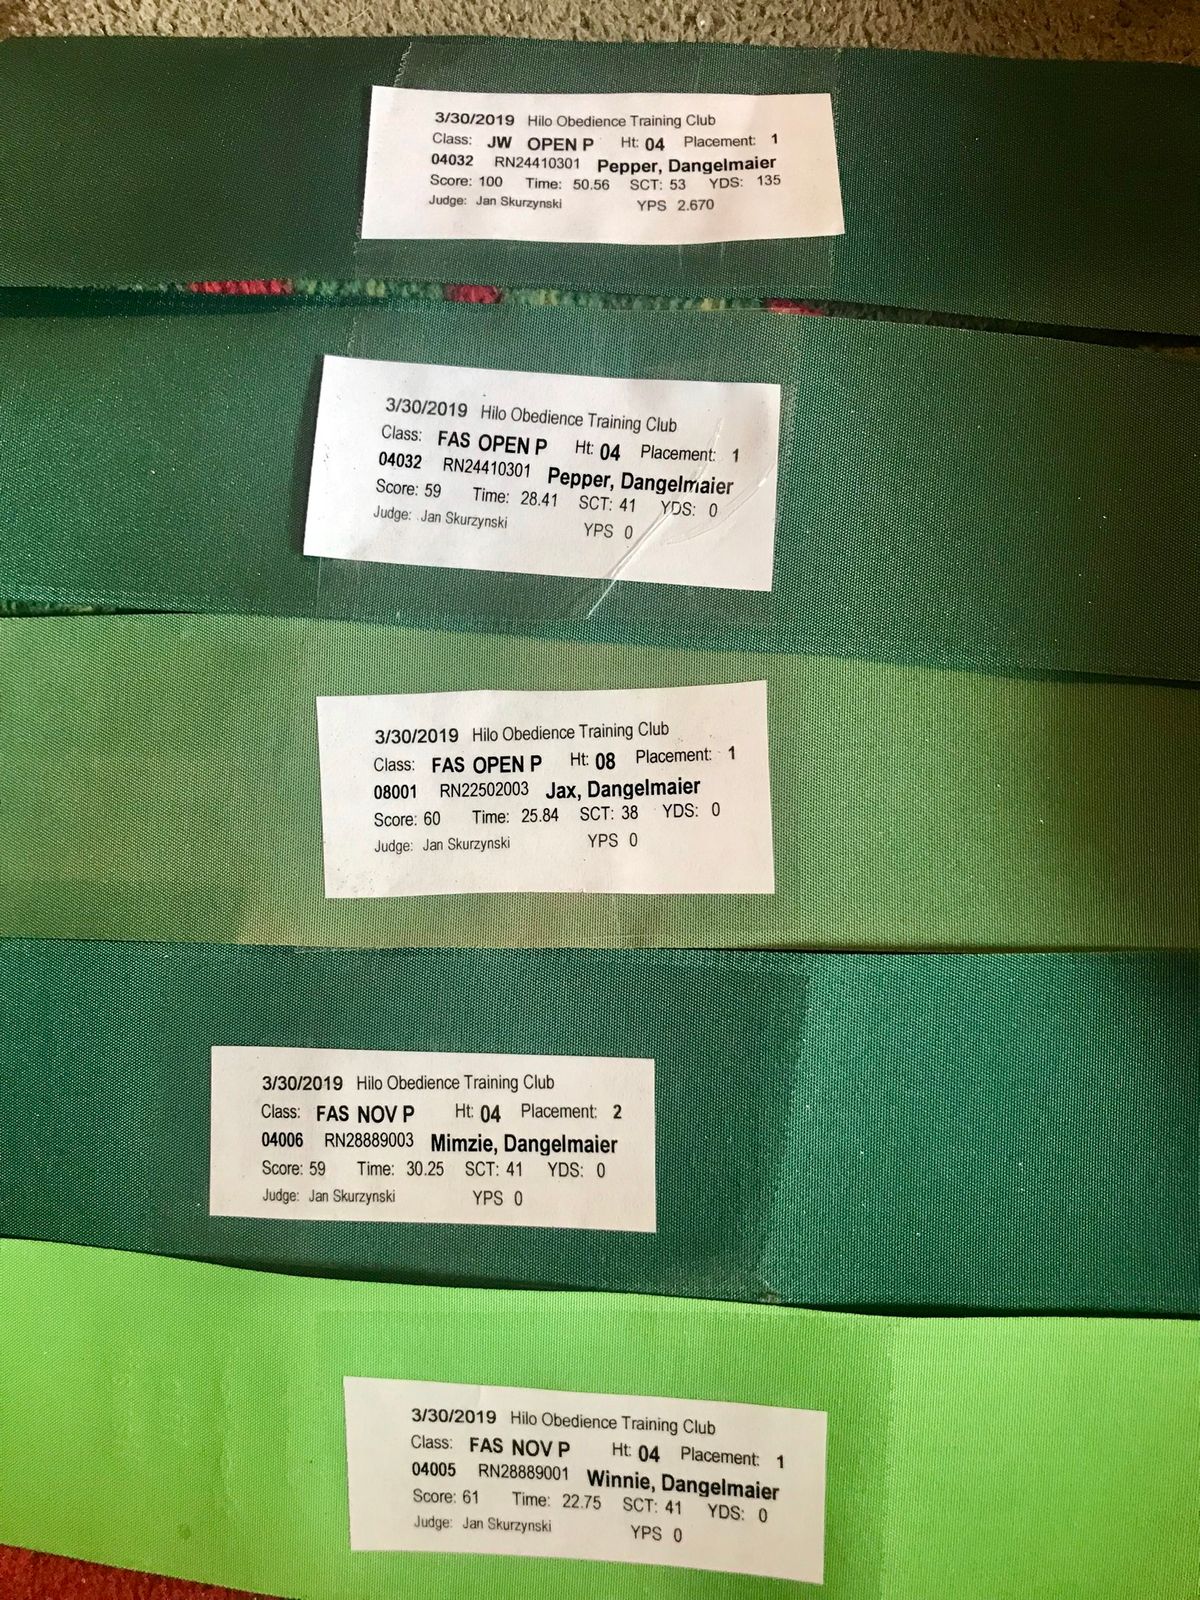 3/30/2019 Hilo Obedience Training Club
Class: JW OPEN P Ht: 04 Placement: 1
04032 RN24410301 Pepper, Dangelmaier
Score: 100 Time: 50.56 SCT: 53 YDS: 135
Judge: Jan Skurzynski YPS 2.670
3/30/2019 Hilo Obedience Training Club
Class: FAS OPEN P Ht: 04 Placement: 1
04032 RN24410301 Pepper, Dangelmaier
Score: 59 Time: 28.41 SCT: 41 YDS: 0
Judge: Jan Skurzynski YPS 0
3/30/2019 Hilo Obedience Training Club
Class: FAS OPEN P Ht: 08 Placement: 1
08001 RN22502003 Jax, Dangelmaier
Score: 60 Time: 25.84 SCT: 38 YDS: 0
Judge: Jan Skurzynski YPS 0
3/30/2019 Hilo Obedience Training Club
Class: FAS NOV P Ht: 04 Placement: 2
04006 RN28889003 Mimzie, Dangelmaier
Score: 59 Time: 30.25 SCT: 41 YDS: 0
Judge: Jan Skurzynski YPS 0
3/30/2019 Hilo Obedience Training Club
Class: FAS NOV P Ht: 04 Placement: 1
04005 RN28889001 Winnie, Dangelmaier
Score: 61 Time: 22.75 SCT: 41 YDS: 0
Judge: Jan Skurzynski YPS 0